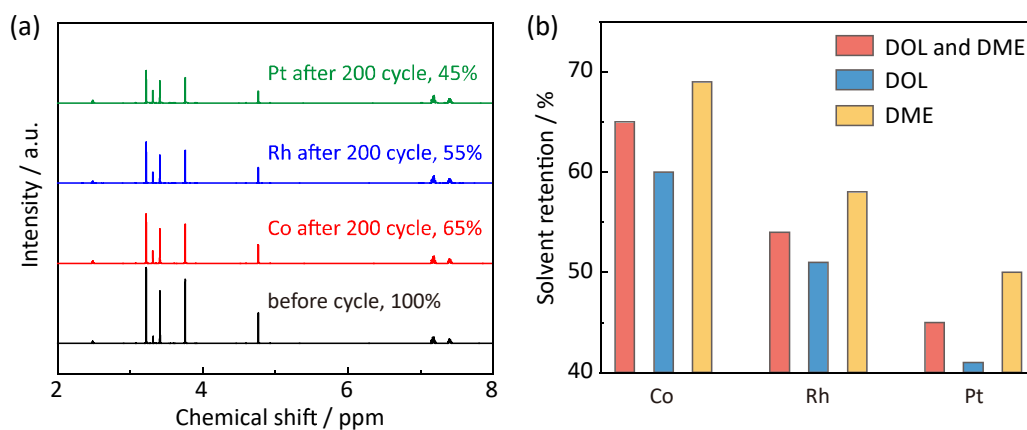 (a)
Intensity / a.u.
Pt after 200 cycle, 45%
Rh after 200 cycle, 55%
Co after 200 cycle, 65%
before cycle, 100%
2 4 6 8
Chemical shift / ppm
(b)
Solvent retention / %
70
60
50
40
DOL and DME
DOL
DME
Co Rh Pt